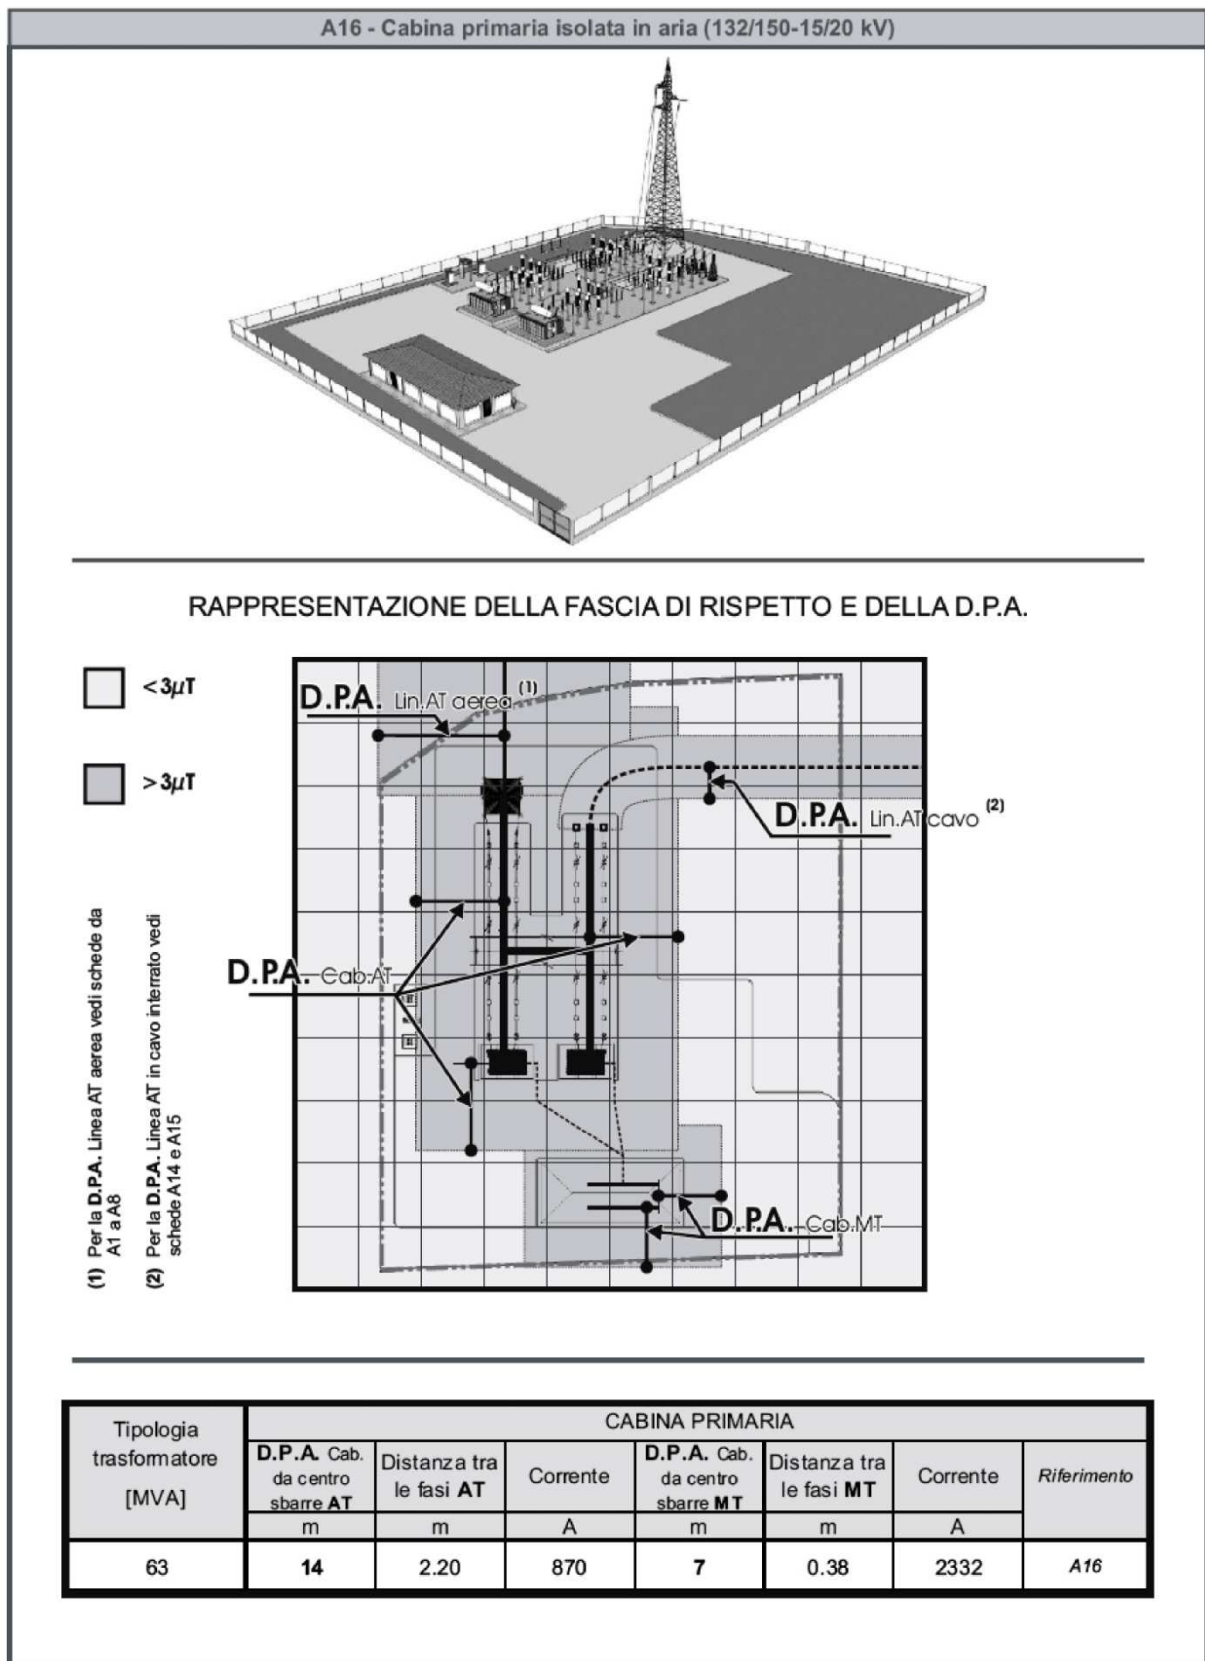 A16 - Cabina primaria isolata in aria (132/150-15/20 kV)
RAPPRESENTAZIONE DELLA FASCIA DI RISPETTO E DELLA D.P.A.
<3μT
>3μT
D.P.A. Lin.AT aerea (1)
D.P.A. Lin.AT cavo (2)
D.P.A. Cab.AT
D.P.A. Cab.MT
(1) Per la D.P.A. Linea AT aerea vedi schede da
A1 a A8
(2) Per la D.P.A. Linea AT in cavo interrato vedi
schede A14 e A15
Tipologia
trasformatore
[MVA]
CABINA PRIMARIA
D.P.A. Cab.
da centro
sbarre AT
Distanza tra
le fasi AT
Corrente
D.P.A. Cab.
da centro
sbarre MT
Distanza tra
le fasi MT
Corrente
Riferimento
m m A m m A
63 14 2.20 870 7 0.38 2332 A16